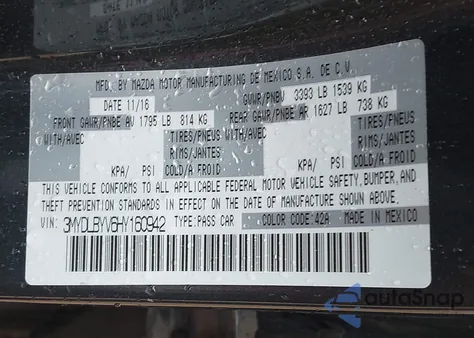 MFD. BY MAZDA MOTOR MANUFACTURING DE MEXICO S.A. DE C.V.
DATE 11/16 GVWR/PNBV 3393 LB 1539 KG
FRONT GAWR/PNBE AV 1795 LB 814 KG REAR GAWR/PNBE AR 1627 LB 738 KG
WITH/AVEC TIRES/PNEUS WITH/AVEC TIRES/PNEUS
RIMS/JANTES RIMS/JANTES
KPA/ PSI COLD/A FROID KPA/ PSI COLD/A FROID
THIS VEHICLE CONFORMS TO ALL APPLICABLE FEDERAL MOTOR VEHICLE SAFETY, BUMPER, AND
THEFT PREVENTION STANDARDS IN EFFECT ON THE DATE OF MANUFACTURE SHOWN ABOVE.
VIN: 3MYDLBYV6HY160942 TYPE:PASS CAR COLOR CODE:42A MADE IN MEXICO
autoSnap